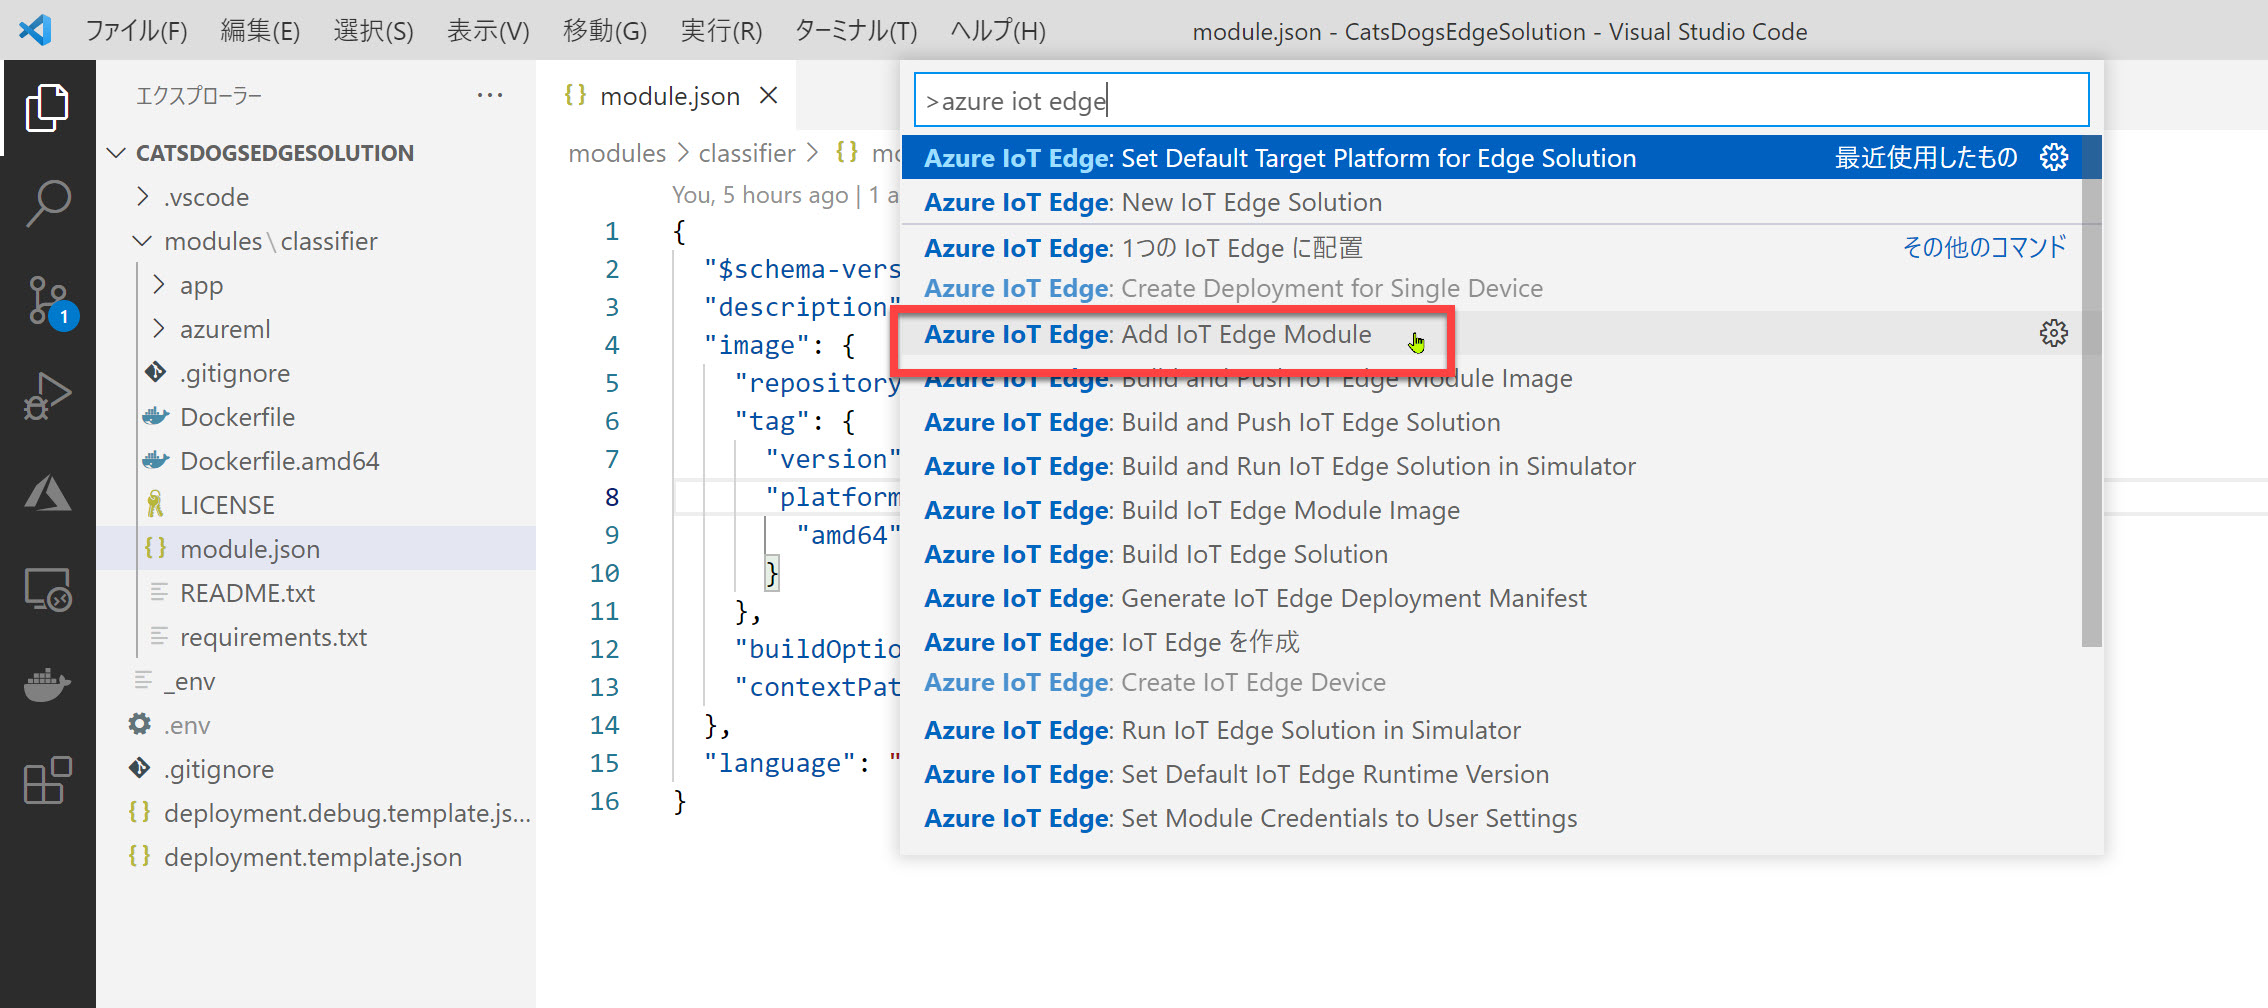 ファイル(F) 編集(E) 選択(S) 表示(V) 移動(G) 実行(R) ターミナル(T) ヘルプ(H) module.json - CatsDogsEdgeSolution - Visual Studio Code
エクスプローラー ...
CATSDOGSEDGESOLUTION
.vscode
modules\classifier
app
azureml
.gitignore
Dockerfile
Dockerfile.amd64
LICENSE
module.json
README.txt
requirements.txt
_env
.env
.gitignore
deployment.debug.template.js...
deployment.template.json
1
{} module.json
modules > classifier > {}
You, 5 hours ago | 1
1 {
2 "$schema-vers
3 "description"
4 "image": {
5 "repository
6 "tag": {
7 "version"
8 "platform
9 "amd64"
10 }
11 },
12 "buildOptio
13 "contextPat
14 },
15 "language": "
16 }
>azure iot edge
Azure IoT Edge: Set Default Target Platform for Edge Solution 最近使用したもの
Azure IoT Edge: New IoT Edge Solution
Azure IoT Edge: 1つの IoT Edge に配置 その他のコマンド
Azure IoT Edge: Create Deployment for Single Device
Azure IoT Edge: Add IoT Edge Module
Azure IoT Edge: Build and Push IoT Edge Module Image
Azure IoT Edge: Build and Push IoT Edge Solution
Azure IoT Edge: Build and Run IoT Edge Solution in Simulator
Azure IoT Edge: Build IoT Edge Module Image
Azure IoT Edge: Build IoT Edge Solution
Azure IoT Edge: Generate IoT Edge Deployment Manifest
Azure IoT Edge: IoT Edge を作成
Azure IoT Edge: Create IoT Edge Device
Azure IoT Edge: Run IoT Edge Solution in Simulator
Azure IoT Edge: Set Default IoT Edge Runtime Version
Azure IoT Edge: Set Module Credentials to User Settings